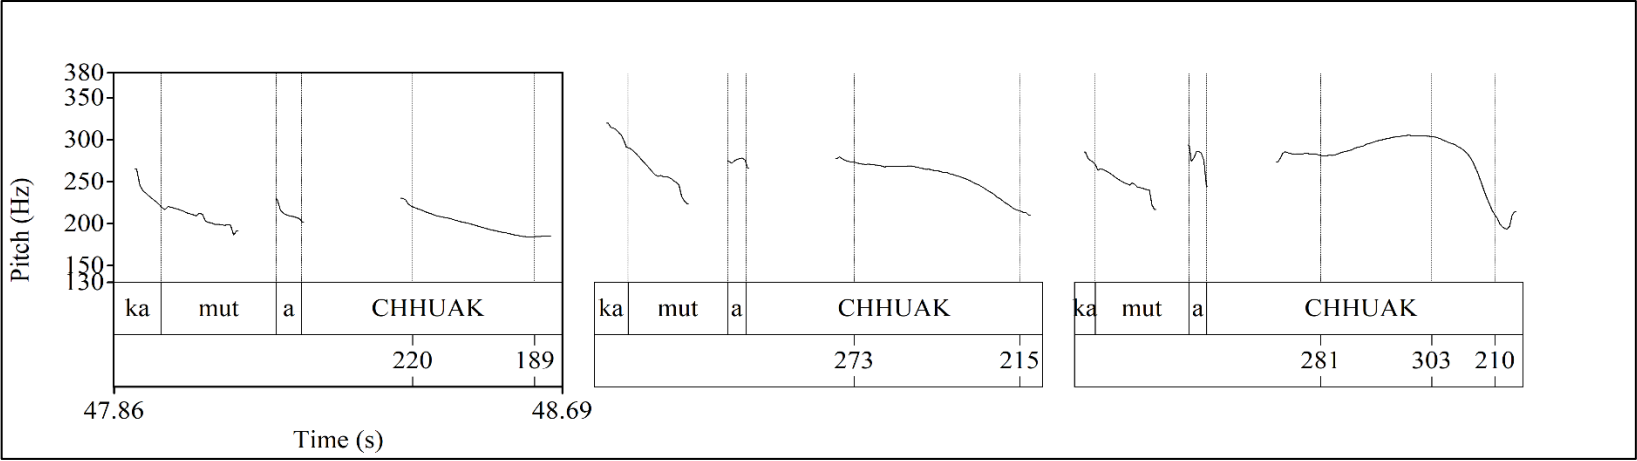 380
350
300
250
200
150
130
Pitch (Hz)
ka mut a CHHUAK ka mut a CHHUAK ka mut a CHHUAK
220 189 273 215 281 303 210
47.86 48.69
Time (s)